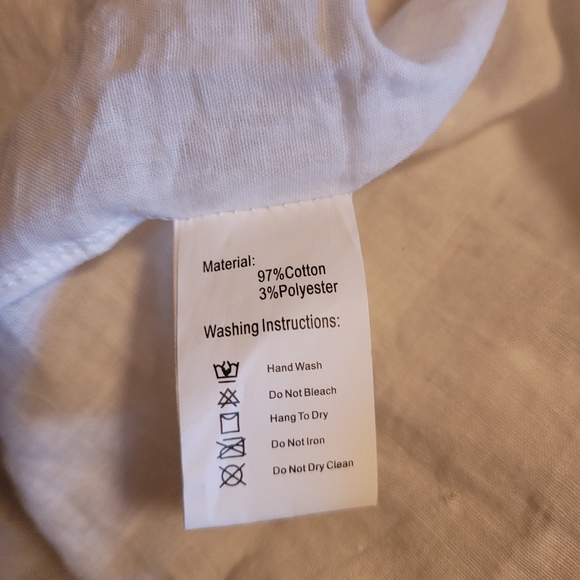 Material:
97%Cotton
3%Polyester
Washing Instructions:
Hand Wash
Do Not Bleach
Hang To Dry
Do Not Iron
Do Not Dry Clean